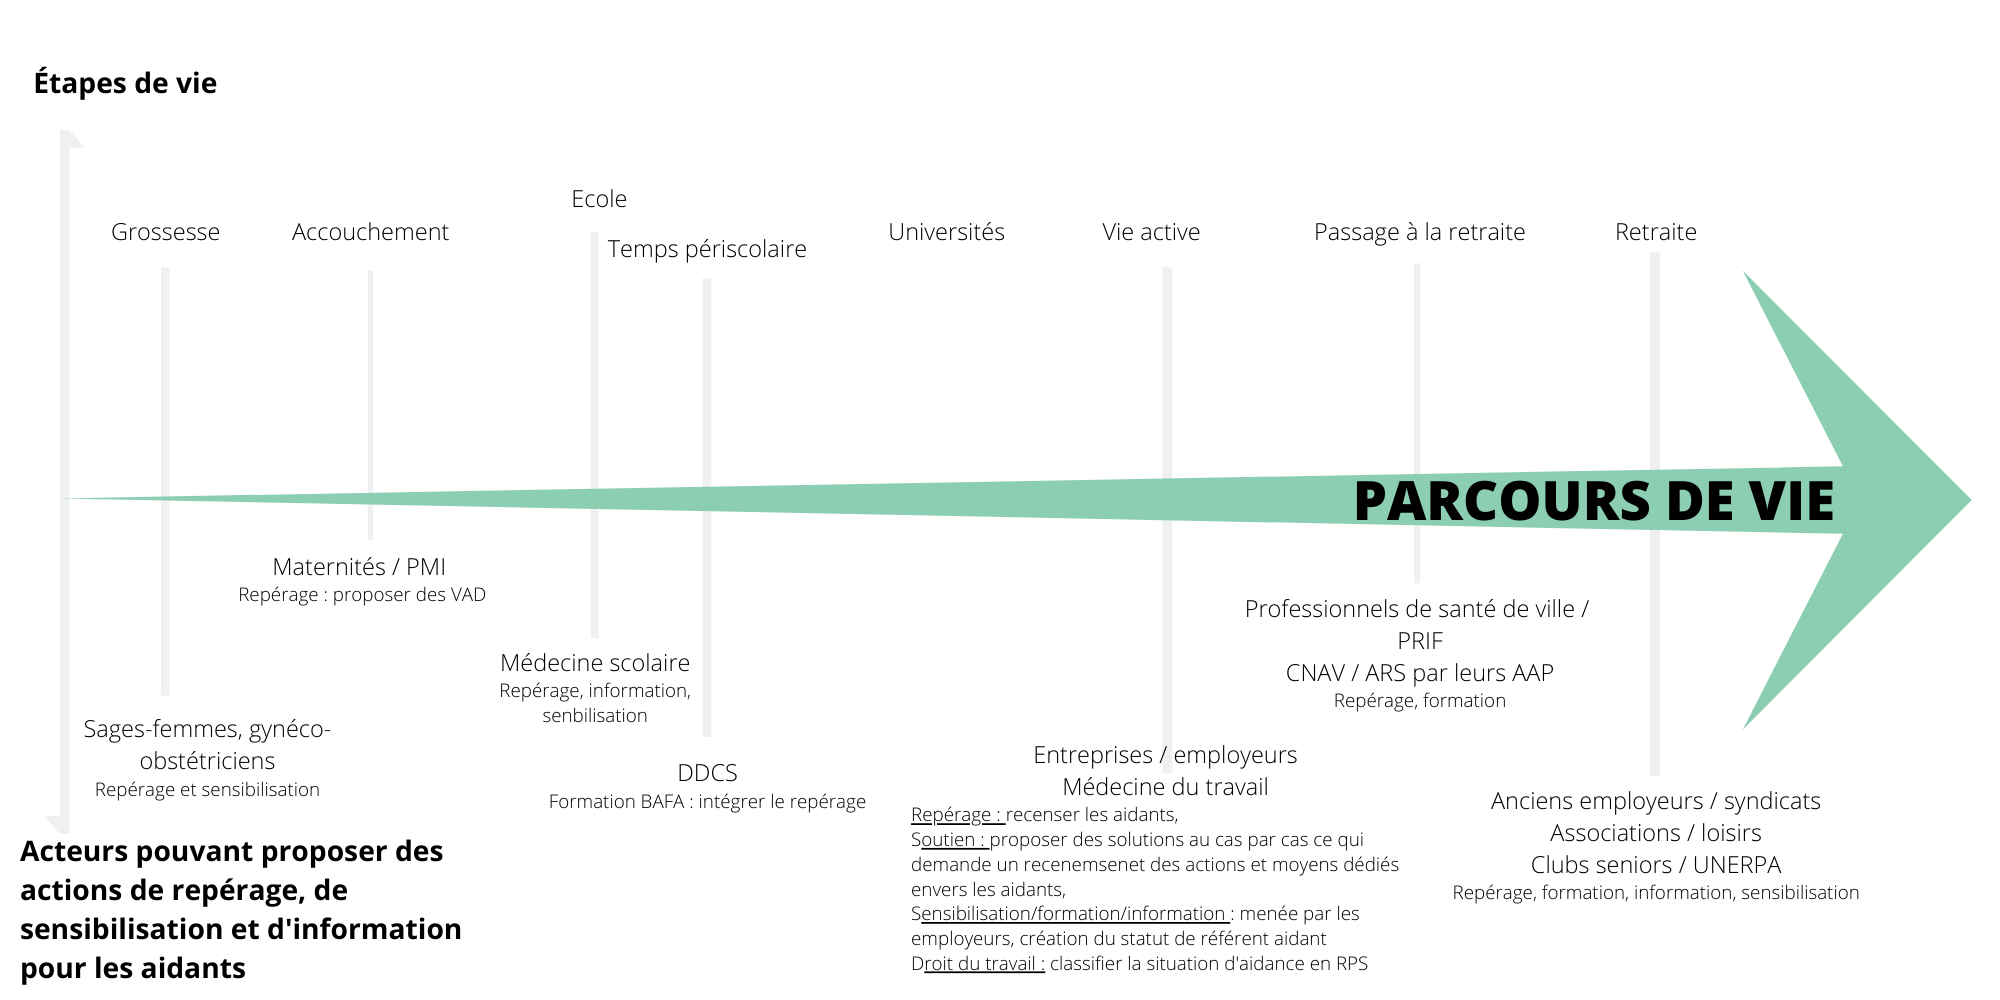 Étapes de vie
Ecole
Grossesse
Accouchement
Temps périscolaire
Universités
Vie active
Passage à la retraite
Retraite
PARCOURS DE VIE
Maternités / PMI
Repérage : proposer des VAD
Professionnels de santé de ville /
PRIF
CNAV / ARS par leurs AAP
Repérage, formation
Médecine scolaire
Repérage, information,
senbilisation
Sages-femmes, gynéco-
obstétriciens
Repérage et sensibilisation
DDCS
Formation BAFA : intégrer le repérage
Entreprises / employeurs
Médecine du travail
Repérage : recenser les aidants,
Soutien : proposer des solutions au cas par cas ce qui
demande un recenemsenet des actions et moyens dédiés
envers les aidants,
Sensibilisation/formation/information : menée par les
employeurs, création du statut de référent aidant
Droit du travail : classifier la situation d'aidance en RPS
Anciens employeurs / syndicats
Associations / loisirs
Clubs seniors / UNERPA
Repérage, formation, information, sensibilisation
Acteurs pouvant proposer des
actions de repérage, de
sensibilisation et d'information
pour les aidants